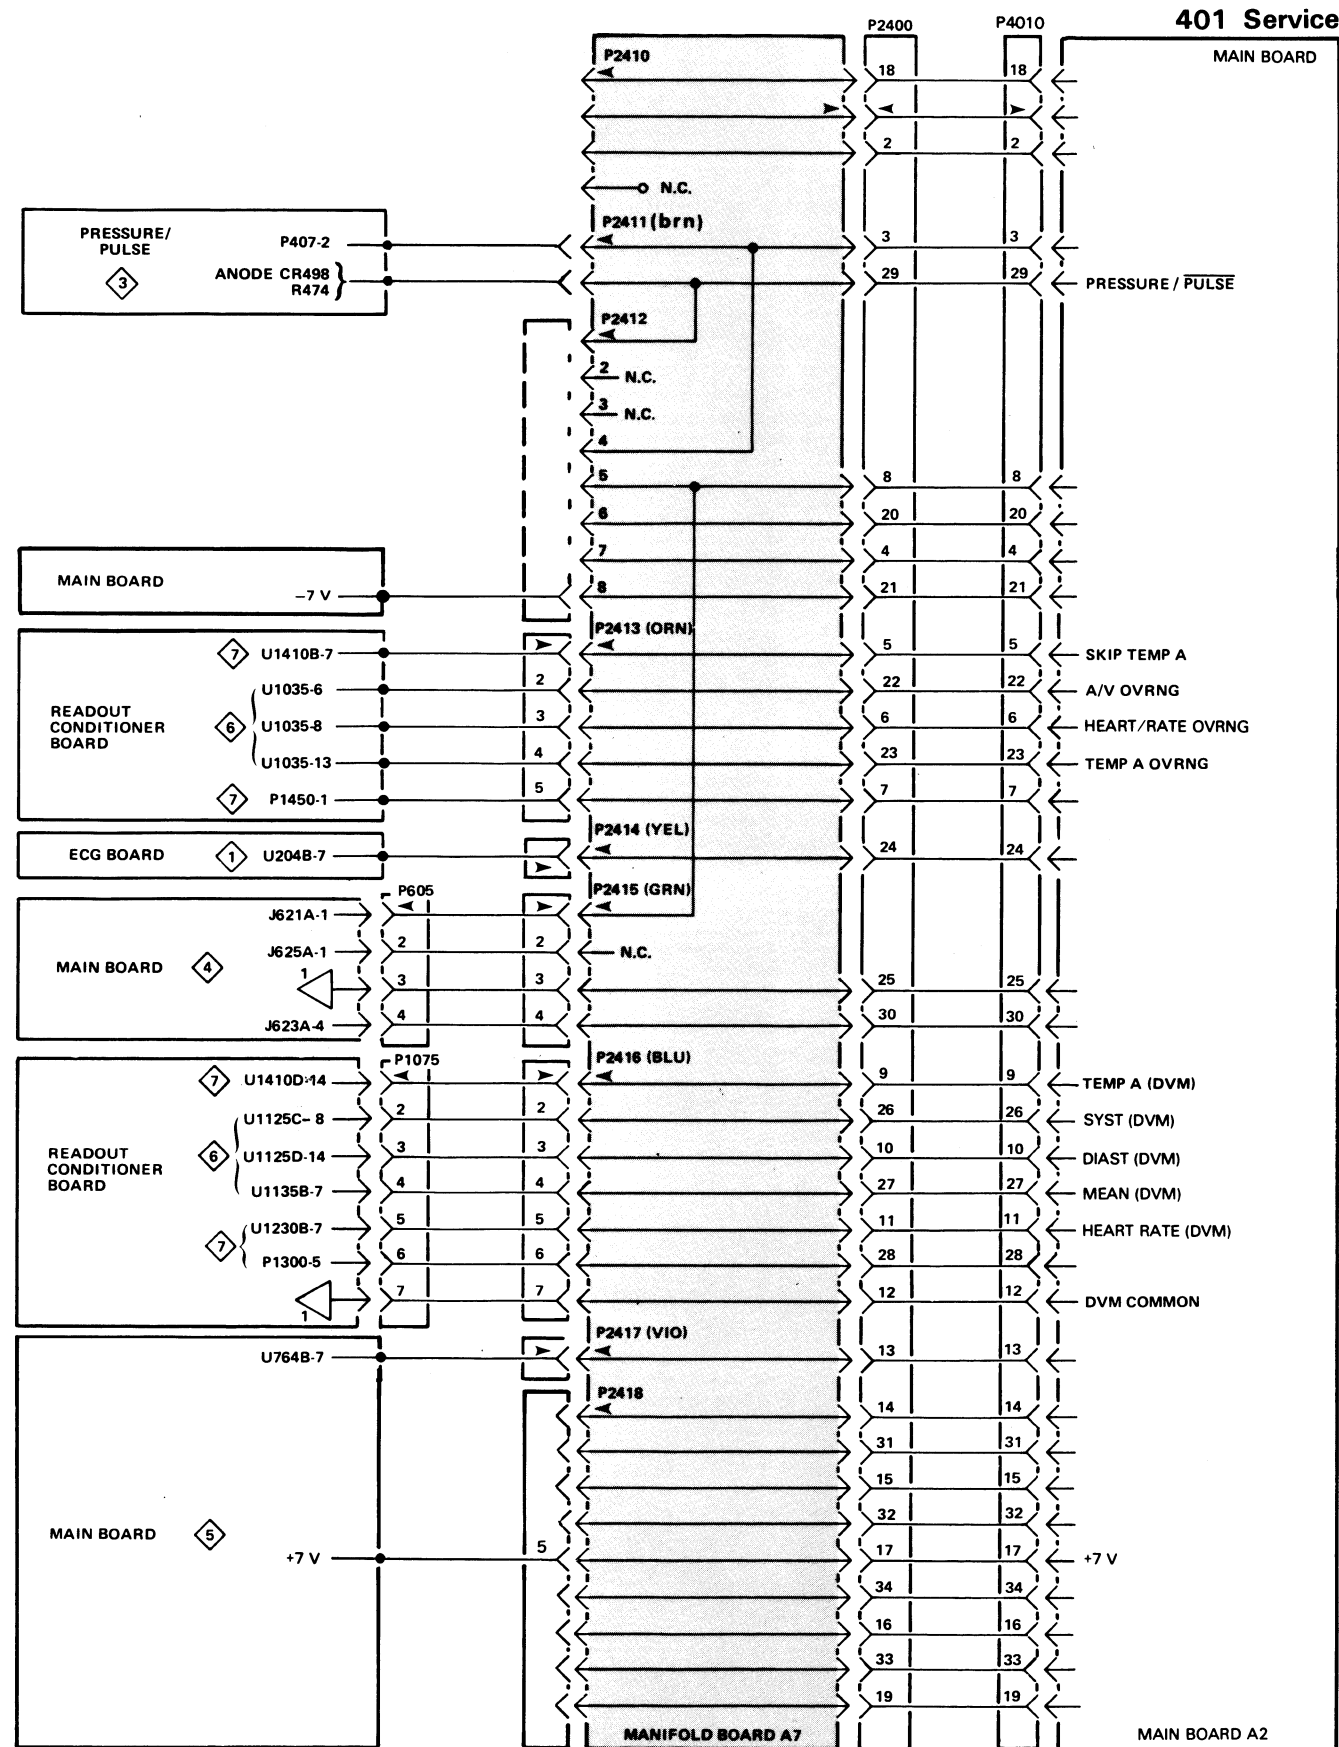 401 Service
P2400 P4010
MAIN BOARD
P2410
18 18
2 2
N.C.
P2411 (brn)
PRESSURE/
PULSE
3
P407-2
3 3
ANODE CR498
R474
29 29 PRESSURE / PULSE
P2412
2 N.C.
3 N.C.
4
5 8 8
6 20 20
7 4 4
MAIN BOARD
–7 V 8 21 21
P2413 (ORN)
7 U1410B-7 5 5 SKIP TEMP A
U1035-6 2 22 22 A/V OVRNG
READOUT
CONDITIONER
BOARD
6 U1035-8 3 6 6 HEART/RATE OVRNG
U1035-13 4 23 23 TEMP A OVRNG
7 P1450-1 5 7 7
P2414 (YEL)
ECG BOARD 1 U204B-7 24 24
P605 P2415 (GRN)
J621A-1
J625A-1 2 2 N.C.
MAIN BOARD 4
1 3 3 25 25
J623A-4 4 4 30 30
P1075 P2416 (BLU)
7 U1410D-14 9 9 TEMP A (DVM)
U1125C– 8 2 2 26 26 SYST (DVM)
READOUT
CONDITIONER
BOARD
6 U1125D-14 3 3 10 10 DIAST (DVM)
U1135B-7 4 4 27 27 MEAN (DVM)
7 U1230B-7 5 5 11 11 HEART RATE (DVM)
P1300-5 6 6 28 28
1 7 7 12 12 DVM COMMON
P2417 (VIO)
U764B-7 13 13
P2418
14 14
31 31
15 15
MAIN BOARD 5
32 32
+7 V 5 17 17 +7 V
34 34
16 16
33 33
19 19
MANIFOLD BOARD A7 MAIN BOARD A2